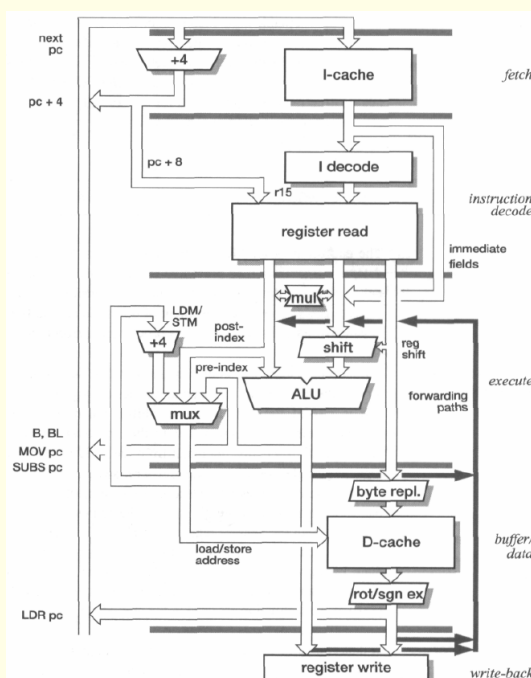 next
pc
+4
I-cache
fetch
pc + 4
pc + 8
I decode
r15
instruction
decode
register read
immediate
fields
LDM/
STM
post-
index
mul
+4
shift
reg
shift
pre-index
ALU
execute
forwarding
paths
mux
B, BL
MOV pc
SUBS pc
byte repl.
load/store
address
D-cache
buffer/
data
rot/sgn ex
LDR pc
register write
write-back